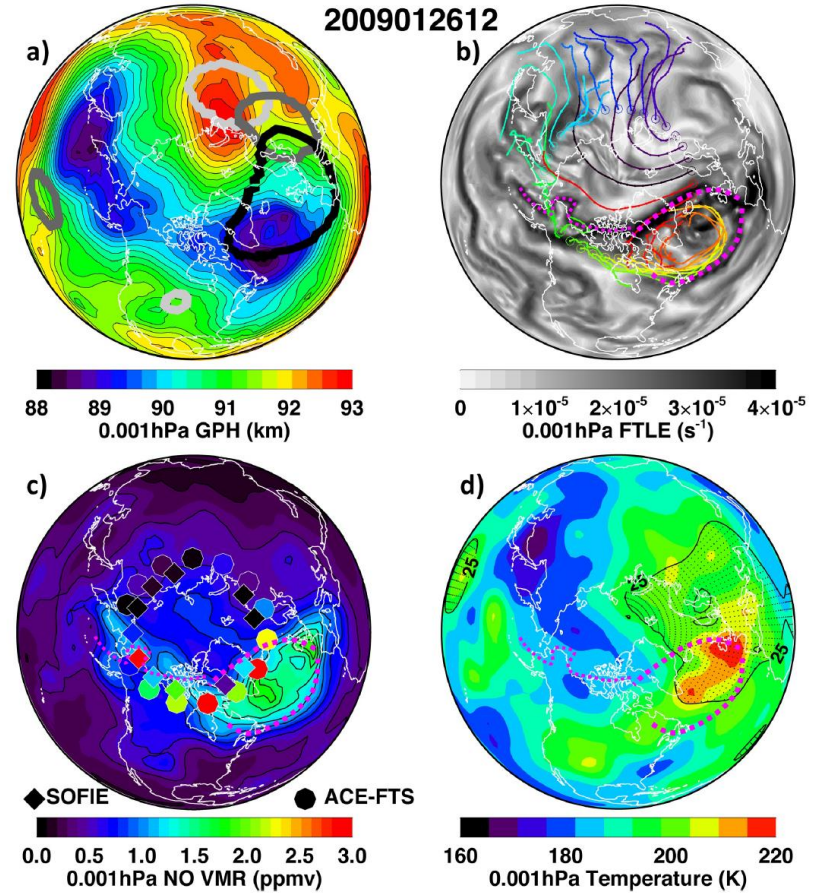 2009012612
a)
b)
88 89 90 91 92 93
0.001hPa GPH (km)
0 1×10⁻⁵ 2×10⁻⁵ 3×10⁻⁵ 4×10⁻⁵
0.001hPa FTLE (s⁻¹)
c)
d)
25
25
25
SOFIE ACE-FTS
0.0 0.5 1.0 1.5 2.0 2.5 3.0
0.001hPa NO VMR (ppmv)
160 180 200 220
0.001hPa Temperature (K)